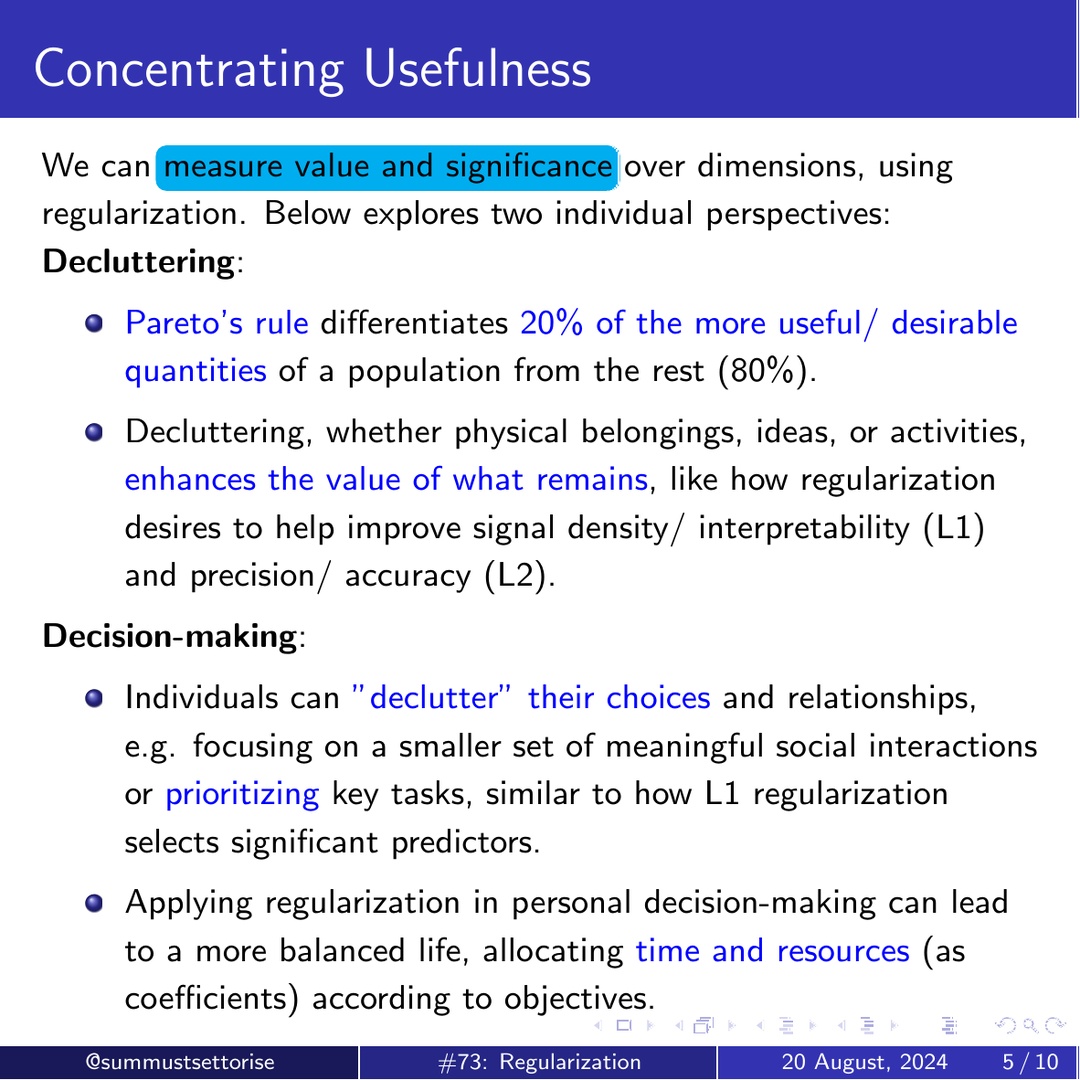 Concentrating Usefulness
We can measure value and significance over dimensions, using
regularization. Below explores two individual perspectives:
Decluttering:
Pareto's rule differentiates 20% of the more useful/ desirable
quantities of a population from the rest (80%).
Decluttering, whether physical belongings, ideas, or activities,
enhances the value of what remains, like how regularization
desires to help improve signal density/ interpretability (L1)
and precision/ accuracy (L2).
Decision-making:
Individuals can ”declutter” their choices and relationships,
e.g. focusing on a smaller set of meaningful social interactions
or prioritizing key tasks, similar to how L1 regularization
selects significant predictors.
Applying regularization in personal decision-making can lead
to a more balanced life, allocating time and resources (as
coefficients) according to objectives.
@summustsettorise #73: Regularization 20 August, 2024 5 / 10